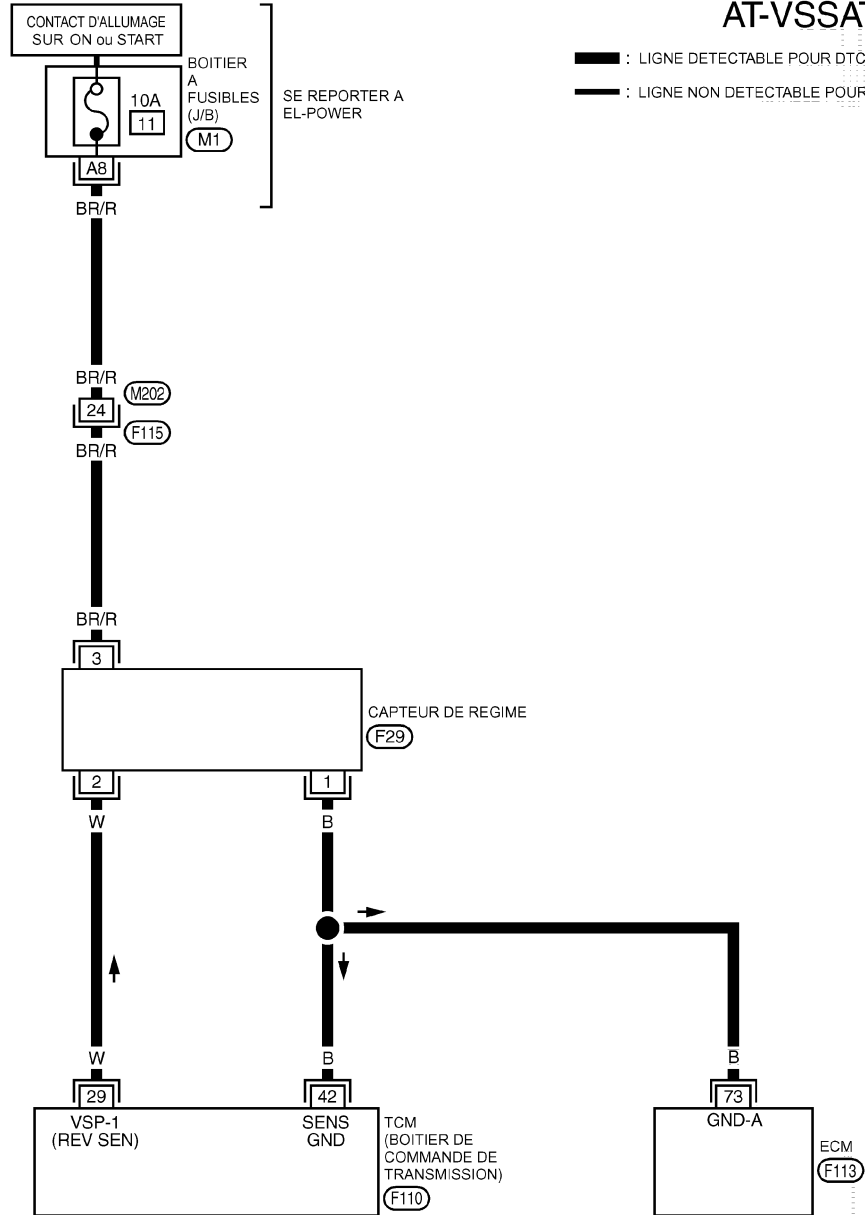 AT-VSSAT
CONTACT D'ALLUMAGE
SUR ON ou START
: LIGNE DETECTABLE POUR DTC
: LIGNE NON DETECTABLE POUR
BOITIER
A
FUSIBLES
(J/B)
M1
10A
11
SE REPORTER A
EL-POWER
A8
BR/R
BR/R
M202
24
F115
BR/R
BR/R
3
CAPTEUR DE REGIME
F29
2
1
W
B
W
B
B
29
42
73
VSP-1
(REV SEN)
SENS
GND
TCM
(BOITIER DE
COMMANDE DE
TRANSMISSION)
F110
GND-A
ECM
F113